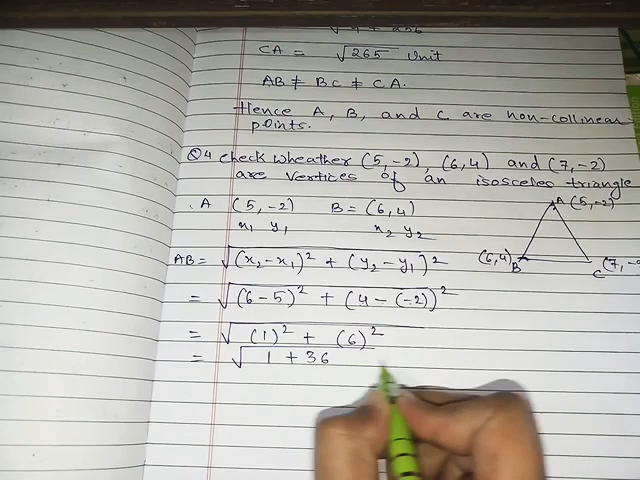 CA = √265 Unit
AB ≠ BC ≠ CA.
Hence A, B, and C are non-collinear
points.
Q4 check wheather (5,-2), (6,4) and (7,-2)
are vertices of an isosceles triangle
A (5,-2) B = (6,4)
x₁ y₁ x₂ y₂
A (5,-2)
(6,4) B
C (7,-2
AB = √(x₂-x₁)² + (y₂-y₁)²
= √(6-5)² + (4-(-2))²
= √(1)² + (6)²
= √1+36